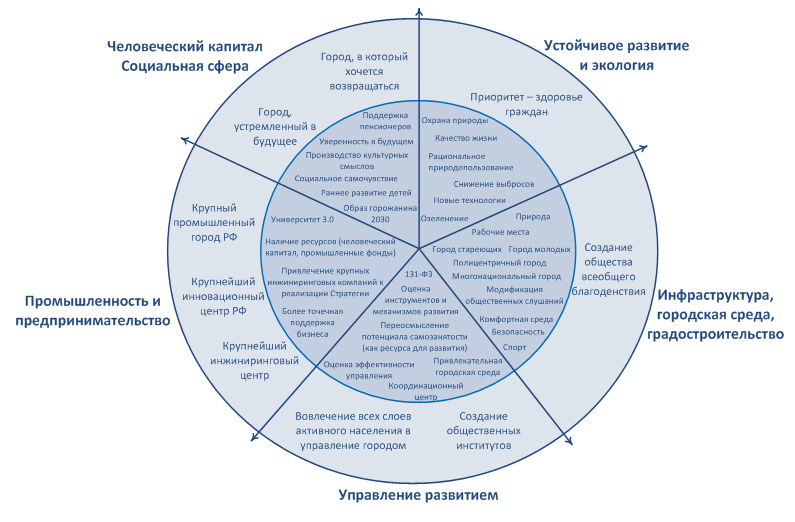 Человеческий капитал
Социальная сфера
Устойчивое развитие
и экология
Город, в который
хочется
возвращаться
Город,
устремленный в
будущее
Приоритет – здоровье
граждан
Поддержка
пенсионеров
Уверенность в будущем
Производство культурных
смыслов
Социальное самочувствие
Раннее развитие детей
Образ горожанина
2030
Охрана природы
Качество жизни
Рациональное
природопользование
Снижение выбросов
Новые технологии
Озеленение
Крупный
промышленный
город РФ
Крупнейший
инновационный
центр РФ
Крупнейший
инжиниринговый
центр
Промышленность и
предпринимательство
Университет 3.0
Наличие ресурсов (человеческий
капитал, промышленные фонды)
Привлечение крупных
инжиниринговых компаний к
реализации Стратегии
Более точечная
поддержка
бизнеса
Природа
Рабочие места
Город стареющих
Город молодых
Полицентричный город
Многонациональный город
Модификация
общественных слушаний
Комфортная среда
Безопасность
Спорт
Создание
общества
всеобщего
благоденствия
Инфраструктура,
городская среда,
градостроительство
131-ФЗ
Оценка
инструментов и
механизмов развития
Переосмысление
потенциала самозанятости
(как ресурса для развития)
Оценка эффективности
управления
Привлекательная
городская среда
Координационный
центр
Вовлечение всех слоев
активного населения в
управление городом
Создание
общественных
институтов
Управление развитием